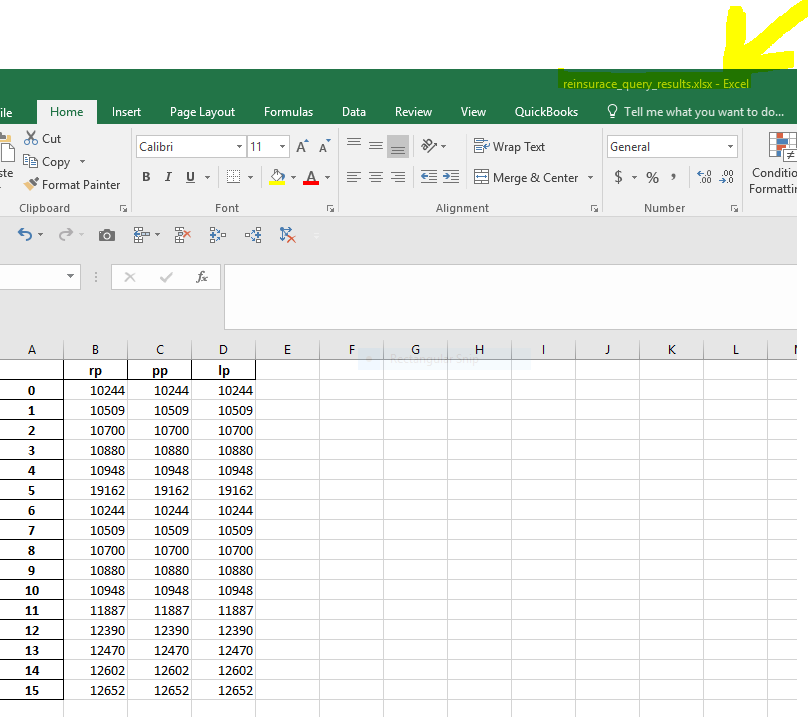 reinsurace_query_results.xlsx - Excel
ile Home Insert Page Layout Formulas Data Review View QuickBooks Tell me what you want to do...
Cut
Copy
ste
Format Painter
Clipboard
Calibri 11 A A
B I U A
Font
Wrap Text
Merge & Center
Alignment
General
$ % , .00 .0
Number
Conditio
Formattin
fx
A B C D E F G H I J K L
rp pp lp
0 10244 10244 10244
1 10509 10509 10509
2 10700 10700 10700
3 10880 10880 10880
4 10948 10948 10948
5 19162 19162 19162
6 10244 10244 10244
7 10509 10509 10509
8 10700 10700 10700
9 10880 10880 10880
10 10948 10948 10948
11 11887 11887 11887
12 12390 12390 12390
13 12470 12470 12470
14 12602 12602 12602
15 12652 12652 12652
Rectangular Snip